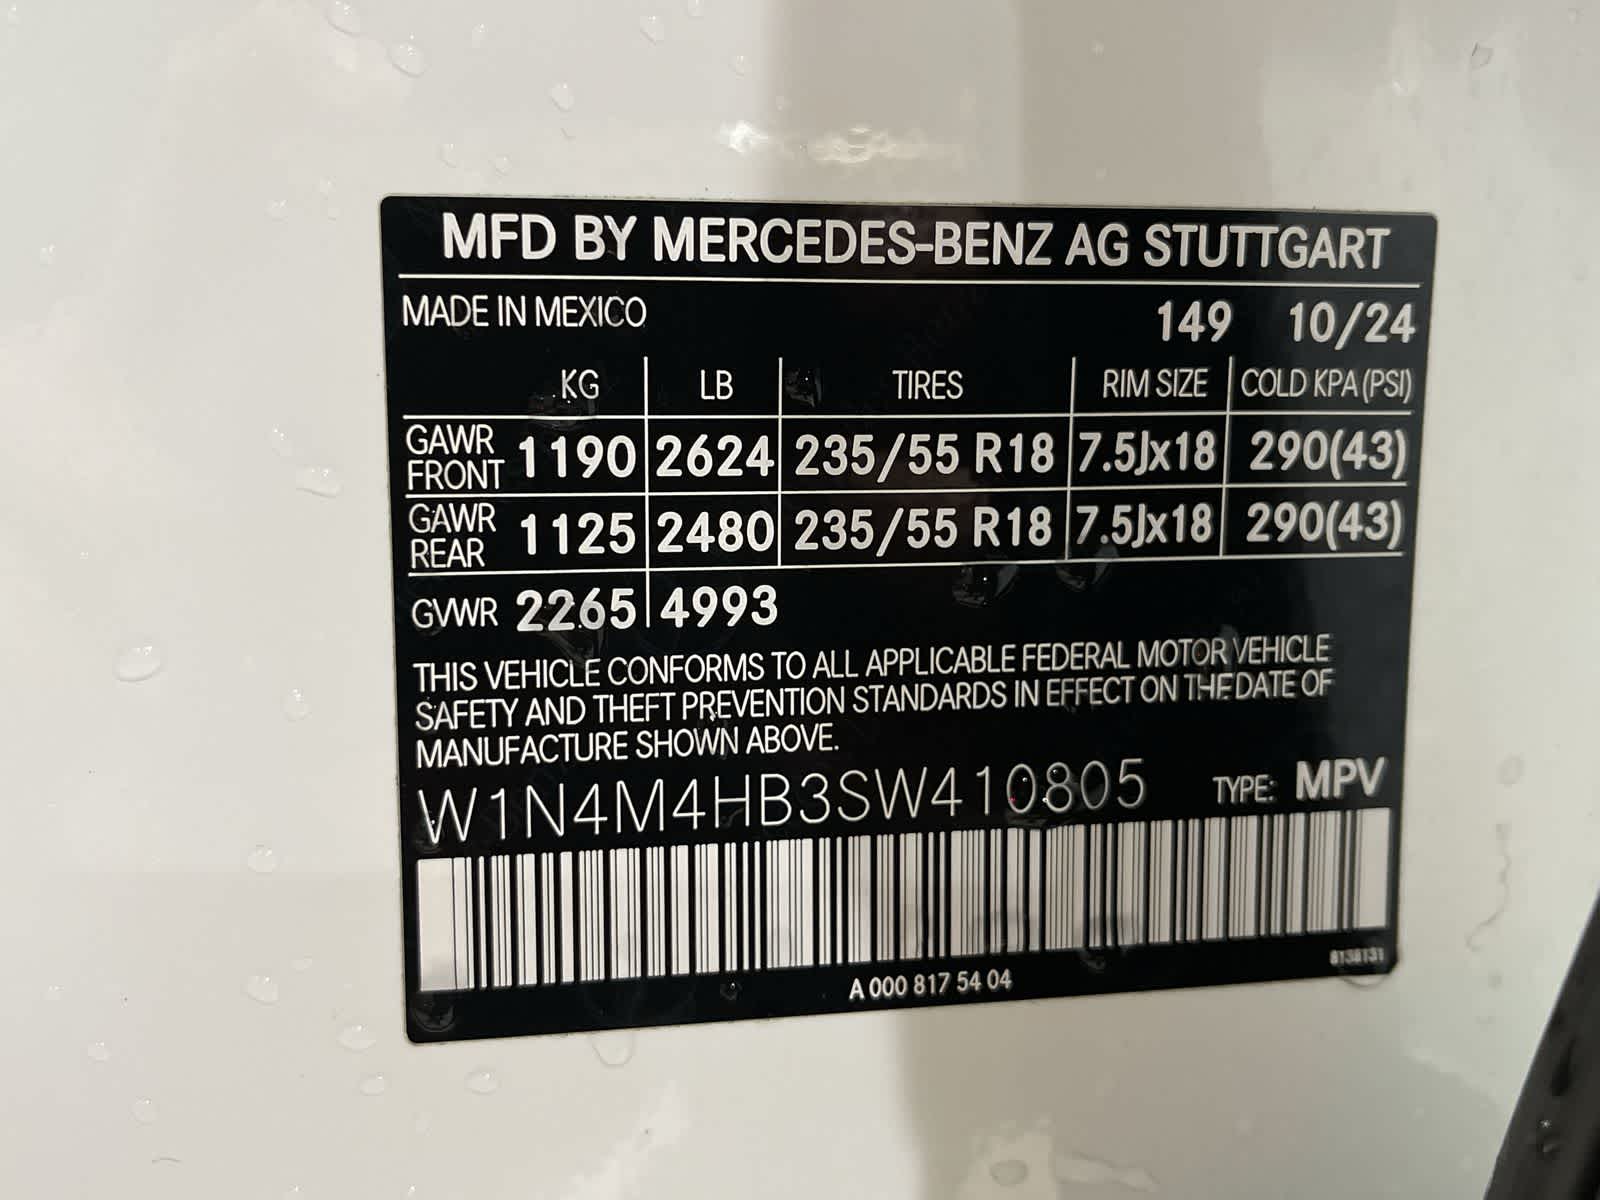 MFD BY MERCEDES-BENZ AG STUTTGART
MADE IN MEXICO 149 10/24
KG LB TIRES RIM SIZE COLD KPA (PSI)
GAWR FRONT 1190 2624 235/55 R18 7.5Jx18 290(43)
GAWR REAR 1125 2480 235/55 R18 7.5Jx18 290(43)
GVWR 2265 4993
THIS VEHICLE CONFORMS TO ALL APPLICABLE FEDERAL MOTOR VEHICLE
SAFETY AND THEFT PREVENTION STANDARDS IN EFFECT ON THE DATE OF
MANUFACTURE SHOWN ABOVE.
W1N4M4HB3SW410805 TYPE: MPV
A 000 817 54 04
8138131